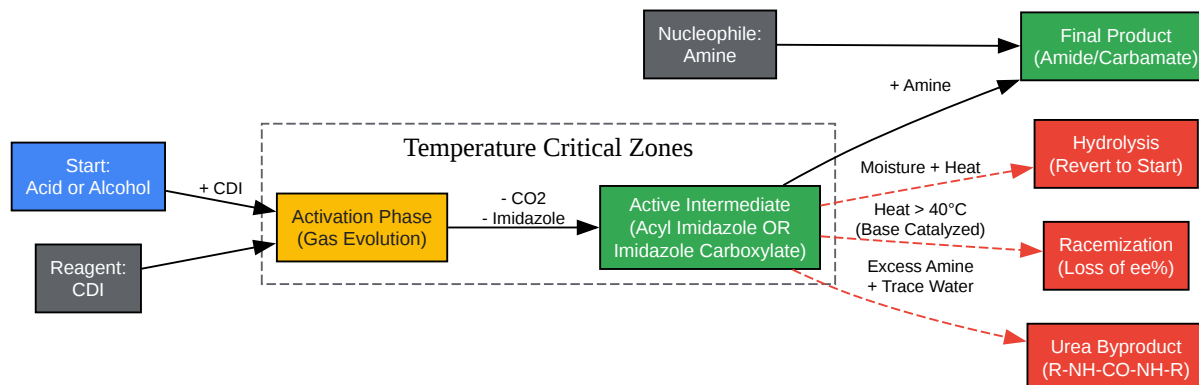 Nucleophile:
Amine
Final Product
(Amide/Carbamate)
+ Amine
Temperature Critical Zones
Start:
Acid or Alcohol
+ CDI
Reagent:
CDI
Activation Phase
(Gas Evolution)
- CO2
- Imidazole
Active Intermediate
(Acyl Imidazole OR
Imidazole Carboxylate)
Moisture + Heat
Hydrolysis
(Revert to Start)
Heat > 40°C
(Base Catalyzed)
Racemization
(Loss of ee%)
Excess Amine
+ Trace Water
Urea Byproduct
(R-NH-CO-NH-R)